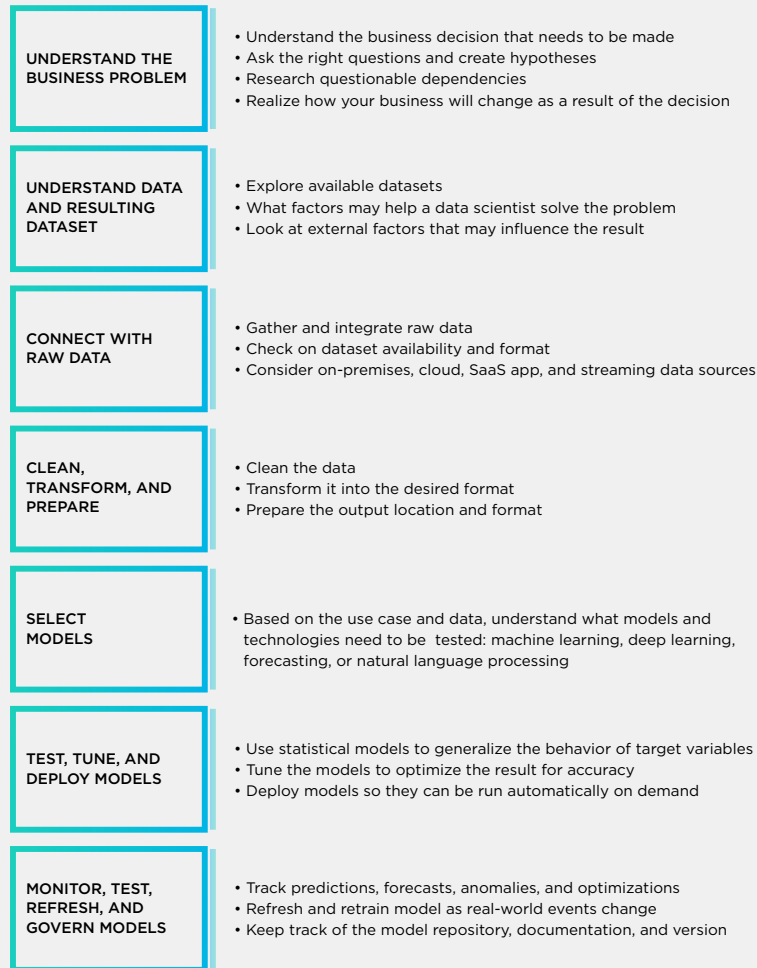 UNDERSTAND THE
BUSINESS PROBLEM
• Understand the business decision that needs to be made
• Ask the right questions and create hypotheses
• Research questionable dependencies
• Realize how your business will change as a result of the decision
UNDERSTAND DATA
AND RESULTING
DATASET
• Explore available datasets
• What factors may help a data scientist solve the problem
• Look at external factors that may influence the result
CONNECT WITH
RAW DATA
• Gather and integrate raw data
• Check on dataset availability and format
• Consider on-premises, cloud, SaaS app, and streaming data sources
CLEAN,
TRANSFORM, AND
PREPARE
• Clean the data
• Transform it into the desired format
• Prepare the output location and format
SELECT
MODELS
• Based on the use case and data, understand what models and
technologies need to be  tested: machine learning, deep learning,
forecasting, or natural language processing
TEST, TUNE, AND
DEPLOY MODELS
• Use statistical models to generalize the behavior of target variables
• Tune the models to optimize the result for accuracy
• Deploy models so they can be run automatically on demand
MONITOR, TEST,
REFRESH, AND
GOVERN MODELS
• Track predictions, forecasts, anomalies, and optimizations
• Refresh and retrain model as real-world events change
• Keep track of the model repository, documentation, and version